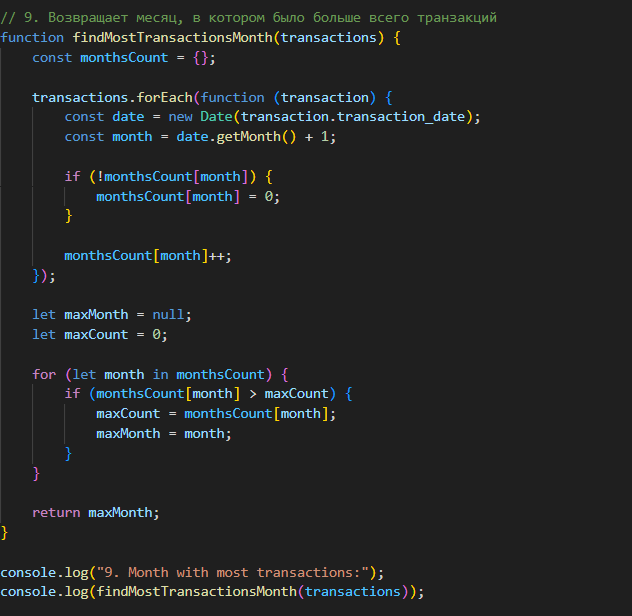 // 9. Возвращает месяц, в котором было больше всего транзакций
function findMostTransactionsMonth(transactions) {
    const monthsCount = {};

    transactions.forEach(function (transaction) {
        const date = new Date(transaction.transaction_date);
        const month = date.getMonth() + 1;

        if (!monthsCount[month]) {
            monthsCount[month] = 0;
        }

        monthsCount[month]++;
    });

    let maxMonth = null;
    let maxCount = 0;

    for (let month in monthsCount) {
        if (monthsCount[month] > maxCount) {
            maxCount = monthsCount[month];
            maxMonth = month;
        }
    }

    return maxMonth;
}

console.log("9. Month with most transactions:");
console.log(findMostTransactionsMonth(transactions));